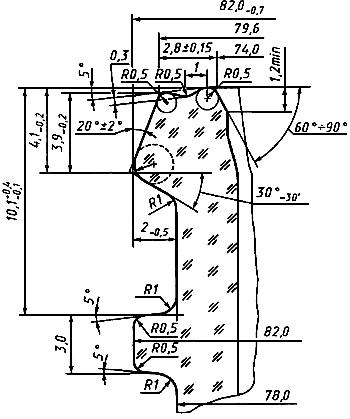 82,0₋₀,₇
79,6
2,8±0,15
1
74,0
0,3
5°
R0,5
R0,5
R0,5
1,2min
4,1₋₀,₂
3,9₋₀,₂
20°±2°
60°÷90°
10,1⁺⁰,⁴₋₀,₁
R1
30°₋₃₀′
2₋₀,₅
5°
R1
R0,5
82,0
3,0
5°
R0,5
R1
78,0